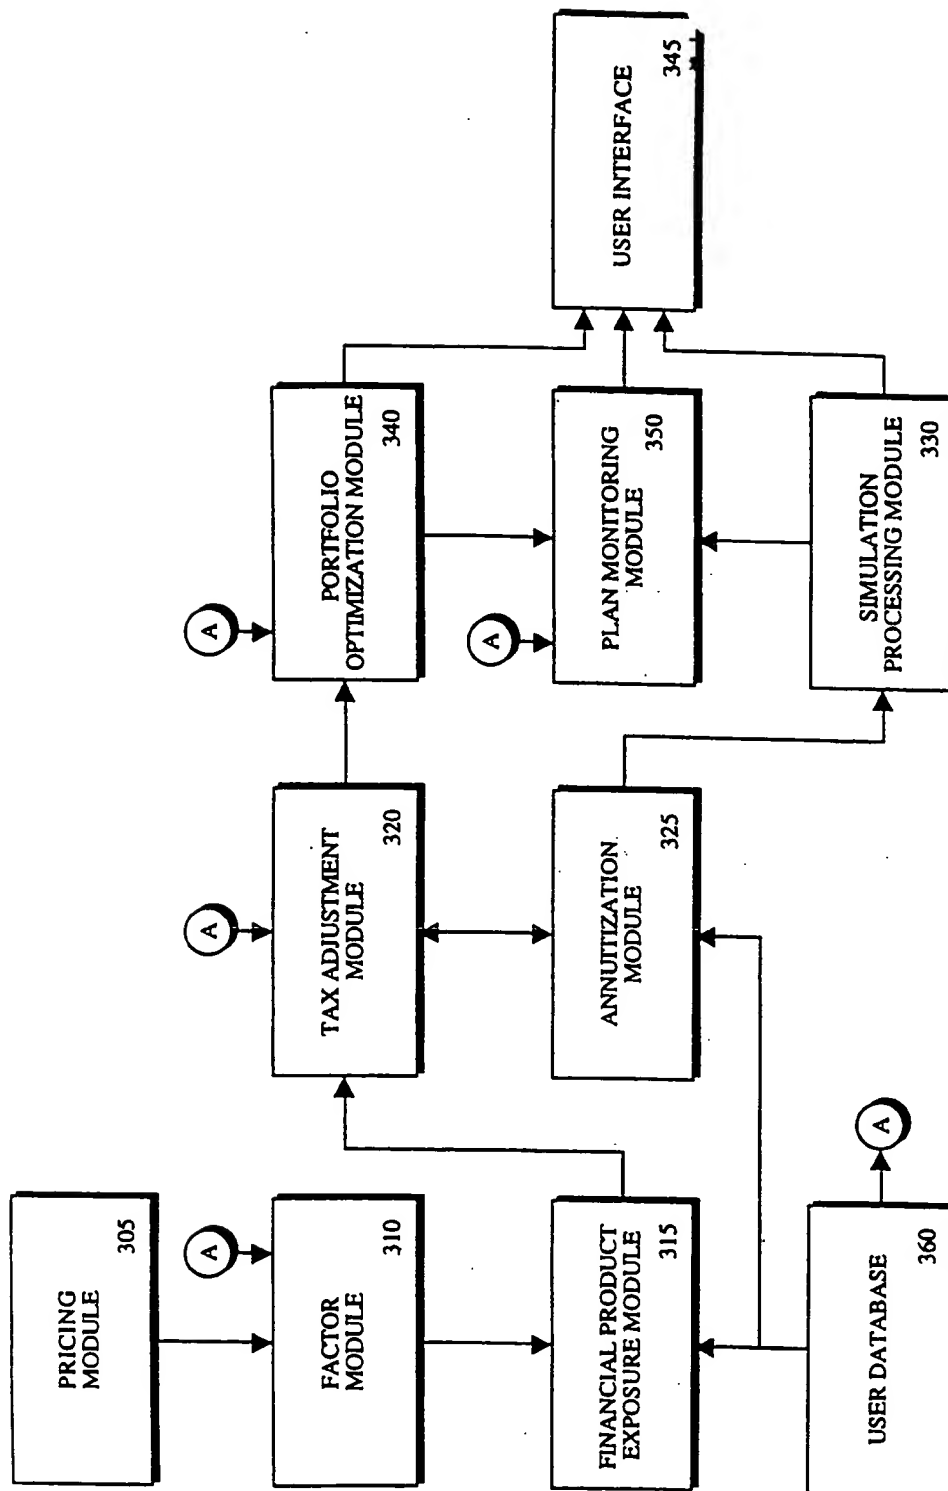 PRICING
MODULE
305
A
FACTOR
MODULE
310
FINANCIAL PRODUCT
EXPOSURE MODULE
315
USER DATABASE
360
A
A
TAX ADJUSTMENT
MODULE
320
ANNUITIZATION
MODULE
325
A
PORTFOLIO
OPTIMIZATION MODULE
340
A
PLAN MONITORING
MODULE
350
SIMULATION
PROCESSING MODULE
330
USER INTERFACE
345